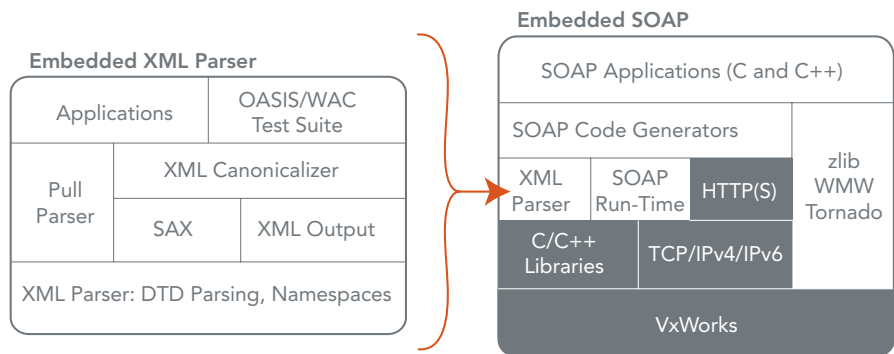 Embedded XML Parser
Applications
OASIS/WAC
Test Suite
Pull
Parser
XML Canonicalizer
SAX
XML Output
XML Parser: DTD Parsing, Namespaces
Embedded SOAP
SOAP Applications (C and C++)
SOAP Code Generators
zlib
WMW
Tornado
XML
Parser
SOAP
Run-Time
HTTP(S)
C/C++
Libraries
TCP/IPv4/IPv6
VxWorks